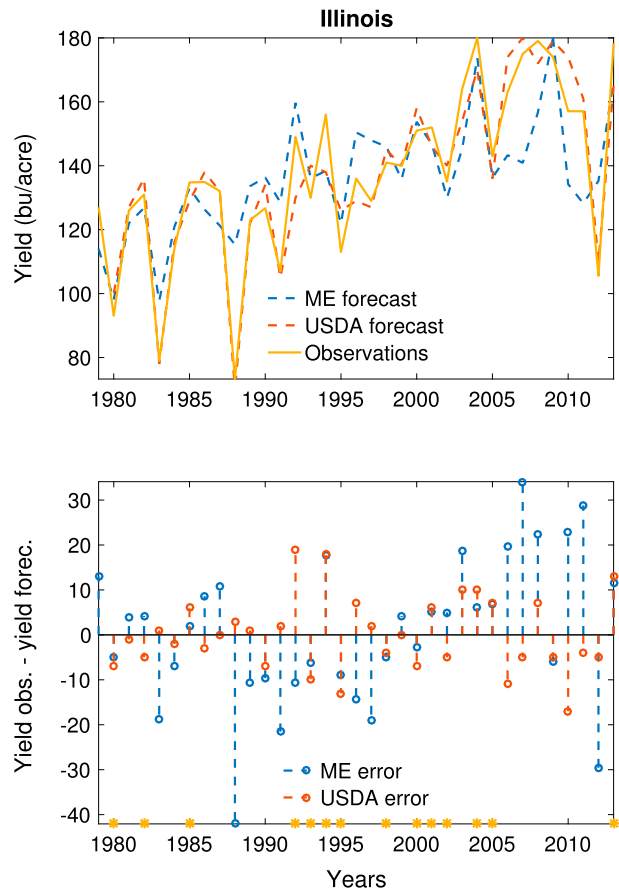 Illinois
Yield (bu/acre)
180
160
140
120
100
80
ME forecast
USDA forecast
Observations
1980 1985 1990 1995 2000 2005 2010
Yield obs. - yield forec.
30
20
10
0
-10
-20
-30
-40
ME error
USDA error
1980 1985 1990 1995 2000 2005 2010
Years